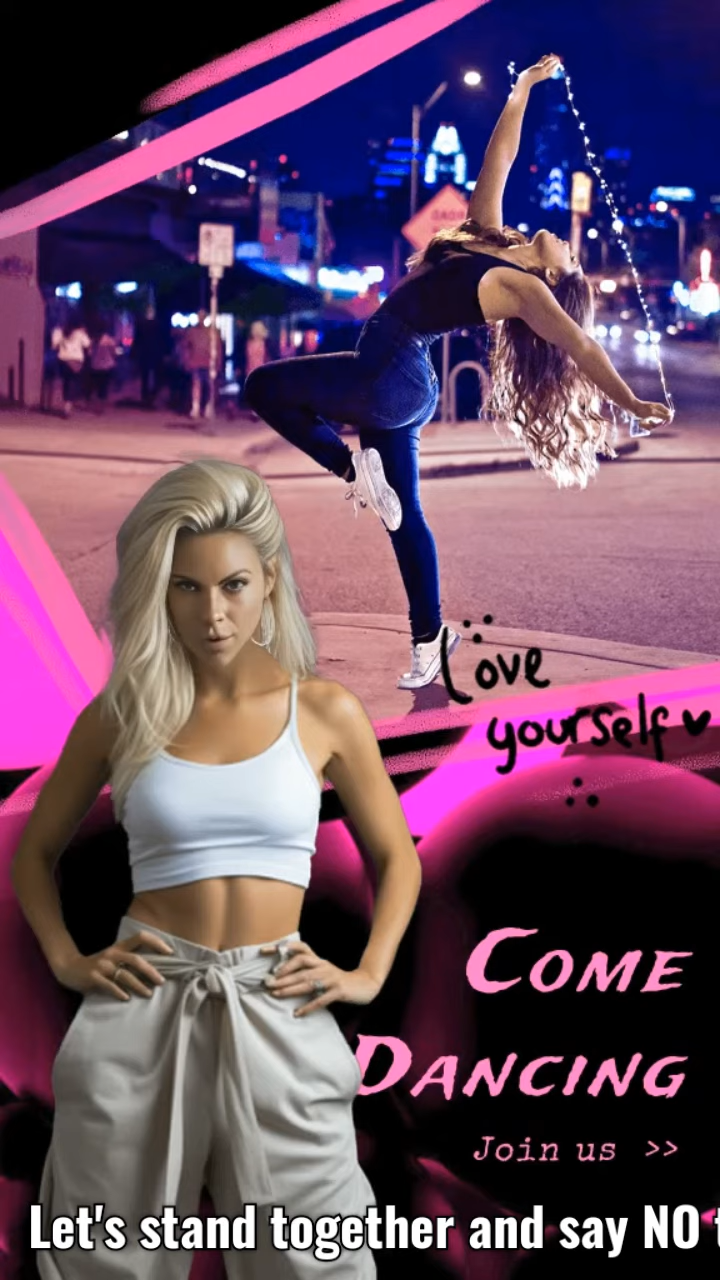 Love
yourself
Come
Dancing
Join us >>
Let's stand together and say NO